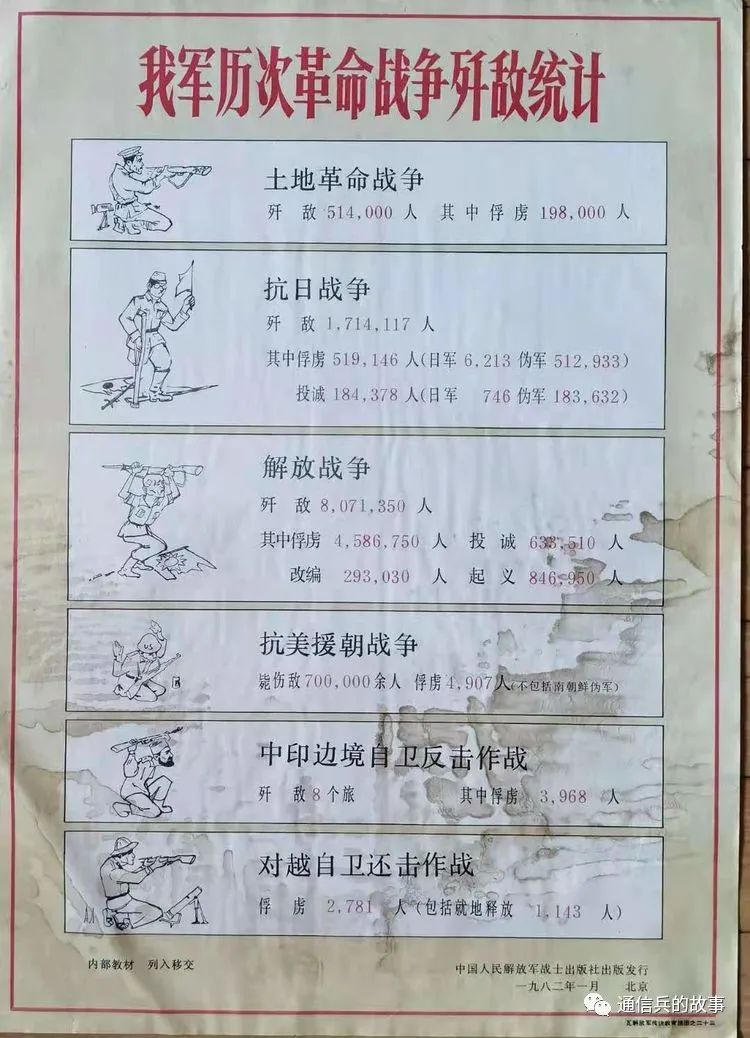 我军历次革命战争歼敌统计
土地革命战争
歼 敌 514,000 人 其中俘虏 198,000 人
抗日战争
歼 敌 1,714,117 人
其中俘虏 519,146 人(日军 6,213 伪军 512,933)
投诚 184,378 人(日军 746 伪军 183,632)
解放战争
歼 敌 8,071,350 人
其中俘虏 4,586,750 人 投 诚 633,510 人
改编 293,030 人 起 义 846,950 人
抗美援朝战争
毙伤敌700,000余人 俘虏4,907人(不包括南朝鲜伪军)
中印边境自卫反击作战
歼 敌8个旅 其中俘虏 3,968 人
对越自卫还击作战
俘 虏 2,781 人(包括就地释放 1,143 人)
内部教材 列入移交
中国人民解放军战士出版社出版发行
一九八二年一月 北京
通信兵的故事